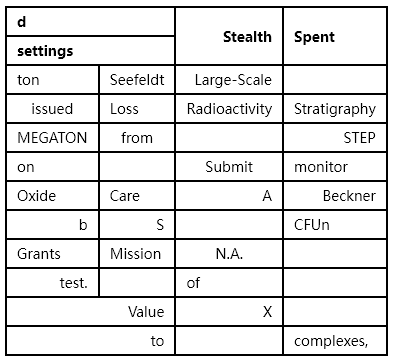 d
Stealth Spent
settings
ton Seefeldt Large-Scale
issued Loss Radioactivity Stratigraphy
MEGATON from STEP
on Submit monitor
Oxide Care A Beckner
b S CFUn
Grants Mission N.A.
test. of
Value X
to complexes,